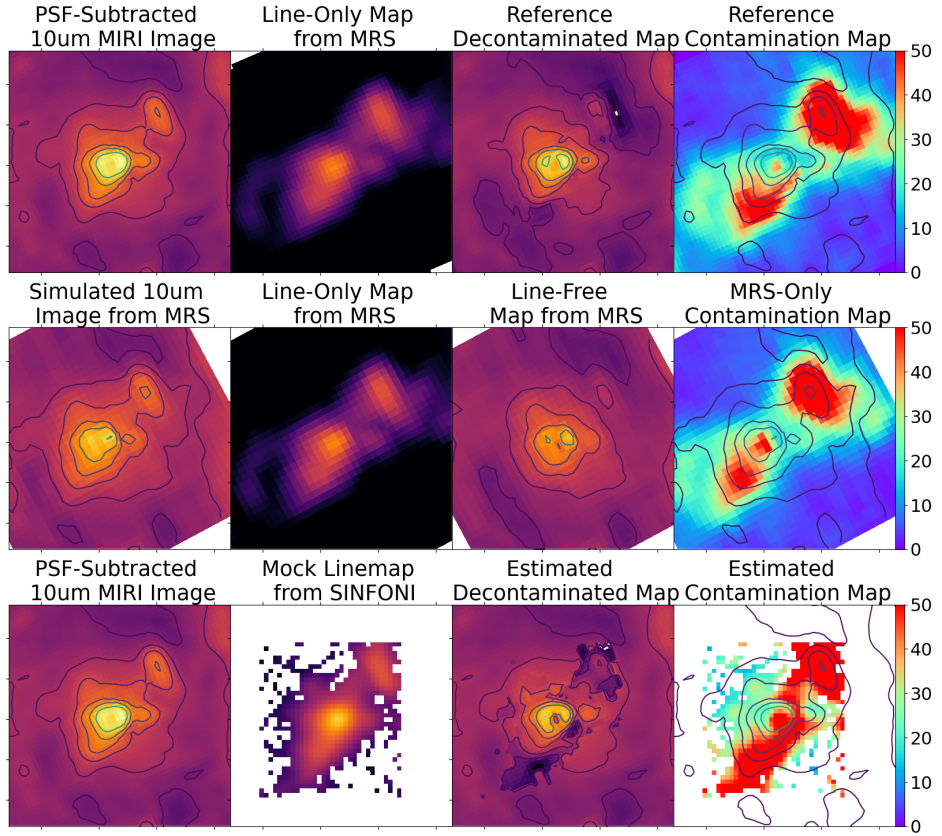 PSF-Subtracted
10um MIRI Image
Line-Only Map
from MRS
Reference
Decontaminated Map
Reference
Contamination Map
50
40
30
20
10
0
Simulated 10um
Image from MRS
Line-Only Map
from MRS
Line-Free
Map from MRS
MRS-Only
Contamination Map
50
40
30
20
10
0
PSF-Subtracted
10um MIRI Image
Mock Linemap
from SINFONI
Estimated
Decontaminated Map
Estimated
Contamination Map
50
40
30
20
10
0